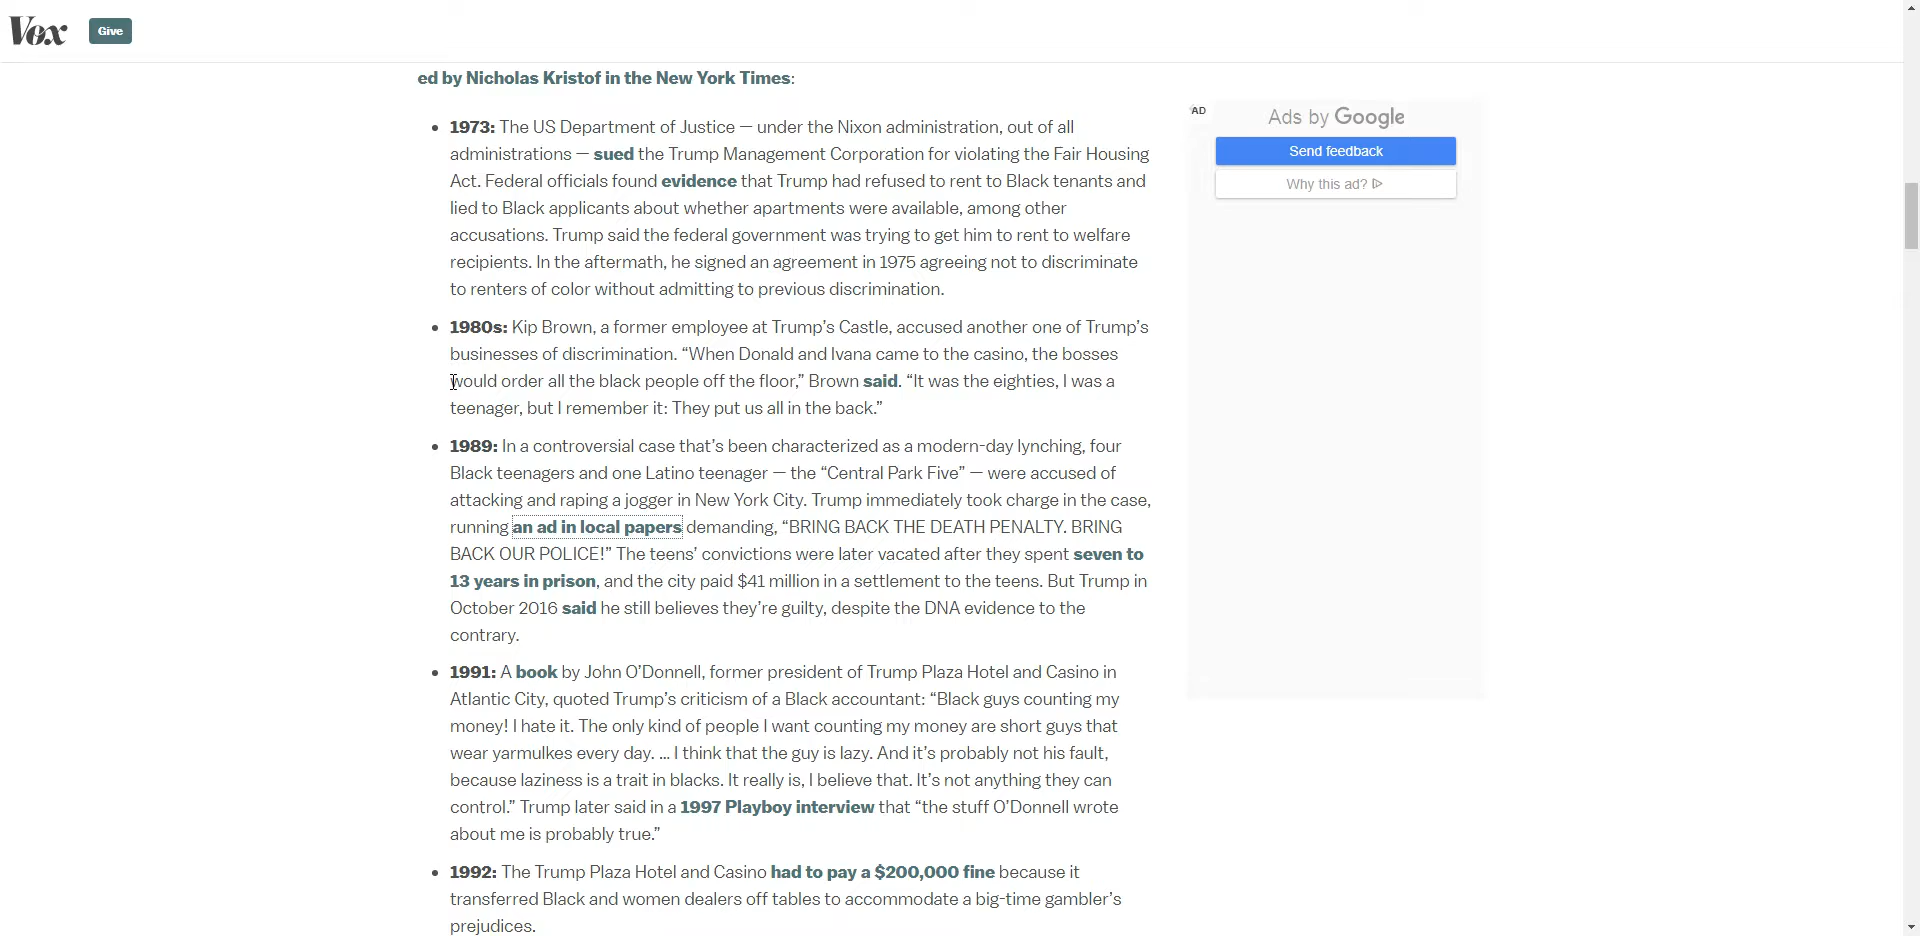 Vox
Give
ed by Nicholas Kristof in the New York Times:
AD
Ads by Google
Send feedback
Why this ad?
1973: The US Department of Justice — under the Nixon administration, out of all
administrations — sued the Trump Management Corporation for violating the Fair Housing
Act. Federal officials found evidence that Trump had refused to rent to Black tenants and
lied to Black applicants about whether apartments were available, among other
accusations. Trump said the federal government was trying to get him to rent to welfare
recipients. In the aftermath, he signed an agreement in 1975 agreeing not to discriminate
to renters of color without admitting to previous discrimination.
1980s: Kip Brown, a former employee at Trump’s Castle, accused another one of Trump’s
businesses of discrimination. “When Donald and Ivana came to the casino, the bosses
would order all the black people off the floor,” Brown said. “It was the eighties, I was a
teenager, but I remember it: They put us all in the back.”
1989: In a controversial case that’s been characterized as a modern-day lynching, four
Black teenagers and one Latino teenager — the “Central Park Five” — were accused of
attacking and raping a jogger in New York City. Trump immediately took charge in the case,
running an ad in local papers demanding, “BRING BACK THE DEATH PENALTY. BRING
BACK OUR POLICE!” The teens’ convictions were later vacated after they spent seven to
13 years in prison, and the city paid $41 million in a settlement to the teens. But Trump in
October 2016 said he still believes they’re guilty, despite the DNA evidence to the
contrary.
1991: A book by John O’Donnell, former president of Trump Plaza Hotel and Casino in
Atlantic City, quoted Trump’s criticism of a Black accountant: “Black guys counting my
money! I hate it. The only kind of people I want counting my money are short guys that
wear yarmulkes every day. … I think that the guy is lazy. And it’s probably not his fault,
because laziness is a trait in blacks. It really is, I believe that. It’s not anything they can
control.” Trump later said in a 1997 Playboy interview that “the stuff O’Donnell wrote
about me is probably true.”
1992: The Trump Plaza Hotel and Casino had to pay a $200,000 fine because it
transferred Black and women dealers off tables to accommodate a big-time gambler’s
prejudices.